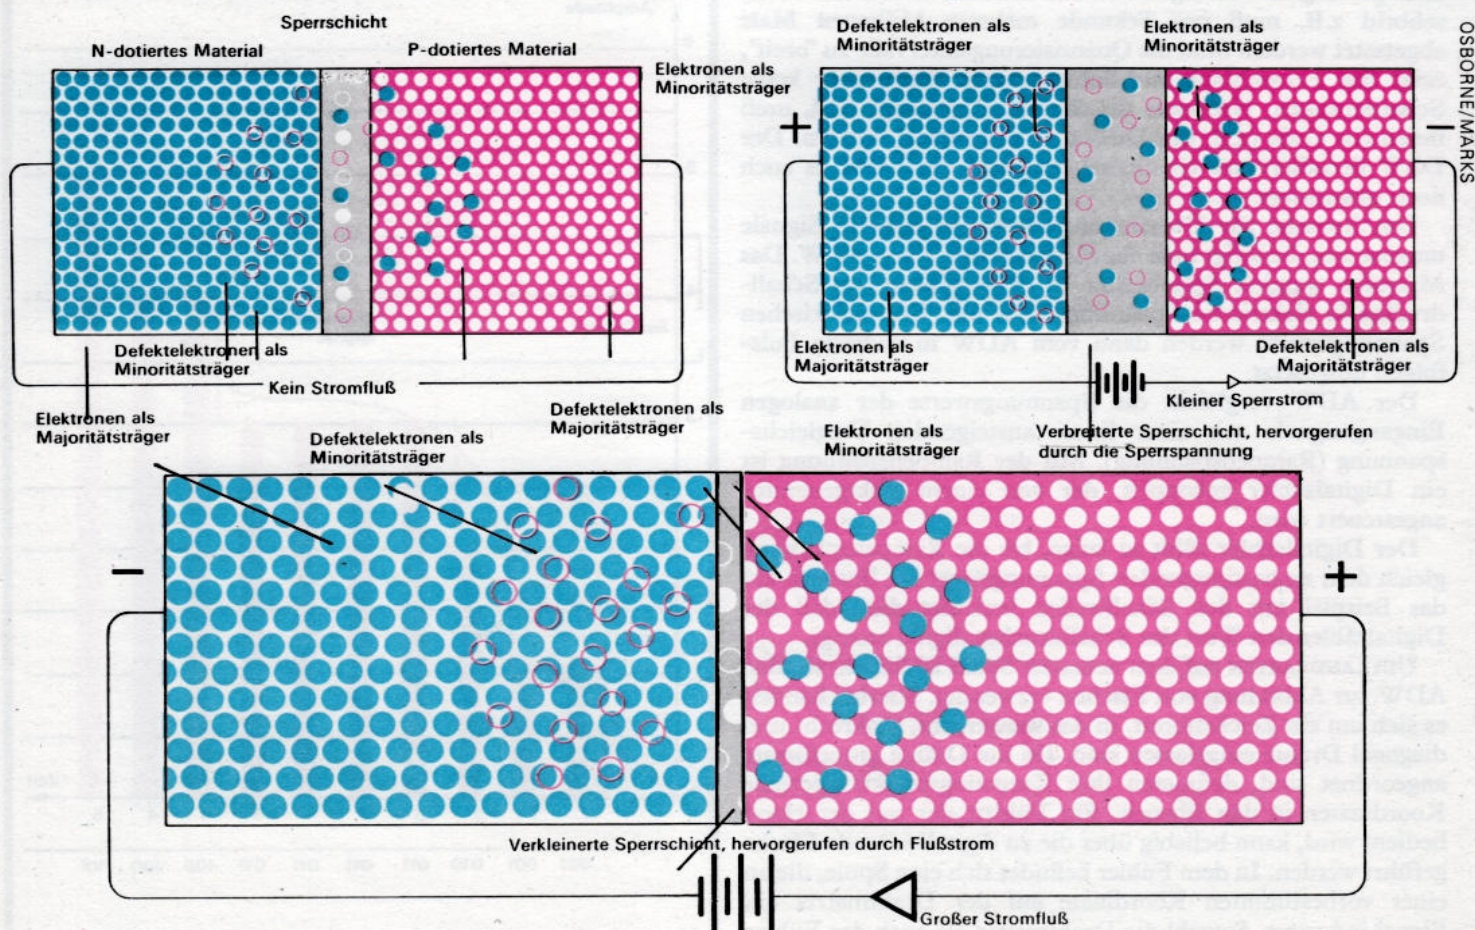 Sperrschicht
N-dotiertes Material
P-dotiertes Material
Elektronen als
Minoritätsträger
Defektelektronen als
Minoritätsträger
Kein Stromfluß
Elektronen als
Majoritätsträger
Defektelektronen als
Majoritätsträger
Defektelektronen als
Minoritätsträger
Elektronen als
Minoritätsträger
+
−
Elektronen als
Majoritätsträger
Defektelektronen als
Majoritätsträger
Kleiner Sperrstrom
Verbreiterte Sperrschicht, hervorgerufen
durch die Sperrspannung
OSBORNE/MARKS
Defektelektronen als
Minoritätsträger
Elektronen als
Minoritätsträger
−
+
Verkleinerte Sperrschicht, hervorgerufen durch Flußstrom
Großer Stromfluß